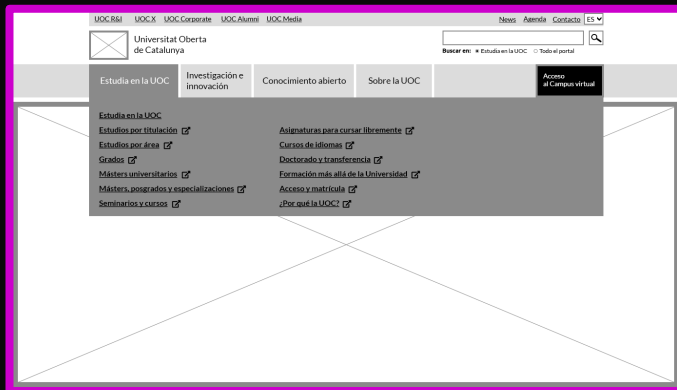 UOC R&I UOC X UOC Corporate UOC Alumni UOC Media News Agenda Contacto ES
Universitat Oberta
de Catalunya
Buscar en: Estudia en la UOC Todo el portal
Estudia en la UOC
Investigación e
innovación
Conocimiento abierto
Sobre la UOC
Acceso
al Campus virtual
Estudia en la UOC
Estudios por titulación
Estudios por área
Grados
Másters universitarios
Másters, posgrados y especializaciones
Seminarios y cursos
Asignaturas para cursar libremente
Cursos de idiomas
Doctorado y transferencia
Formación más allá de la Universidad
Acceso y matrícula
¿Por qué la UOC?